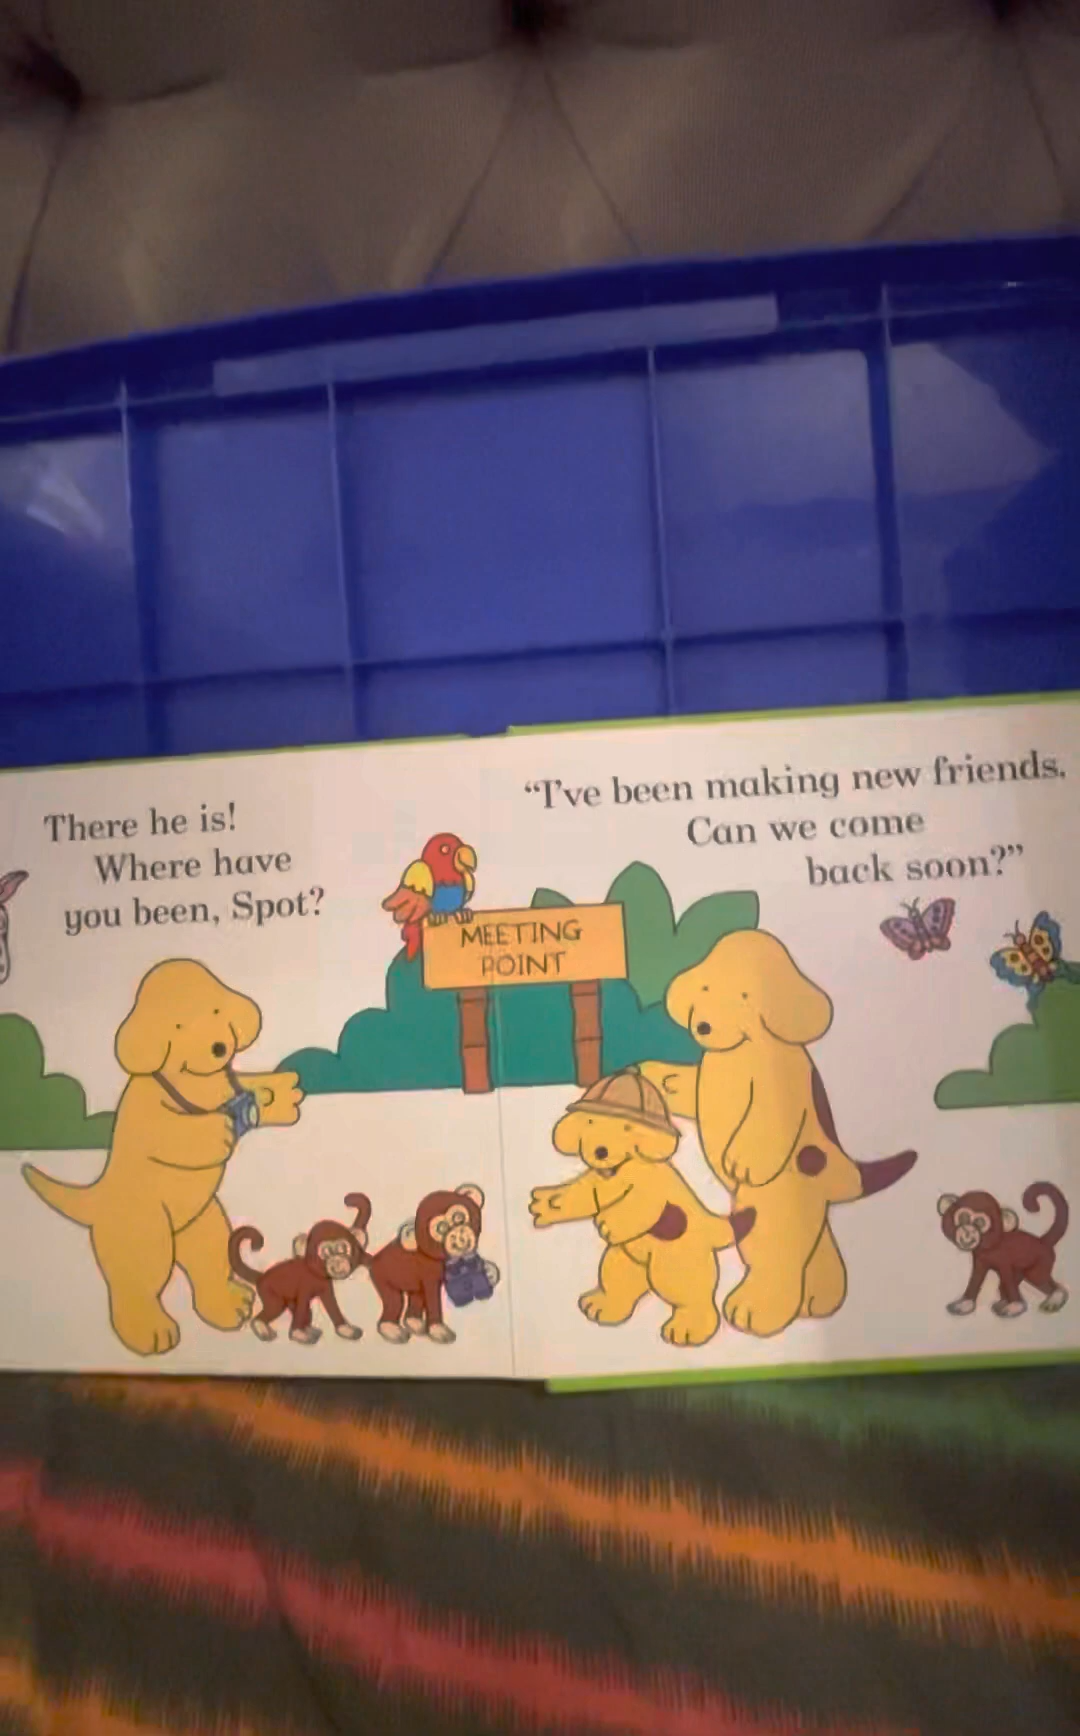 There he is!
Where have
you been, Spot?
MEETING
POINT
“I've been making new friends.
Can we come
back soon?”